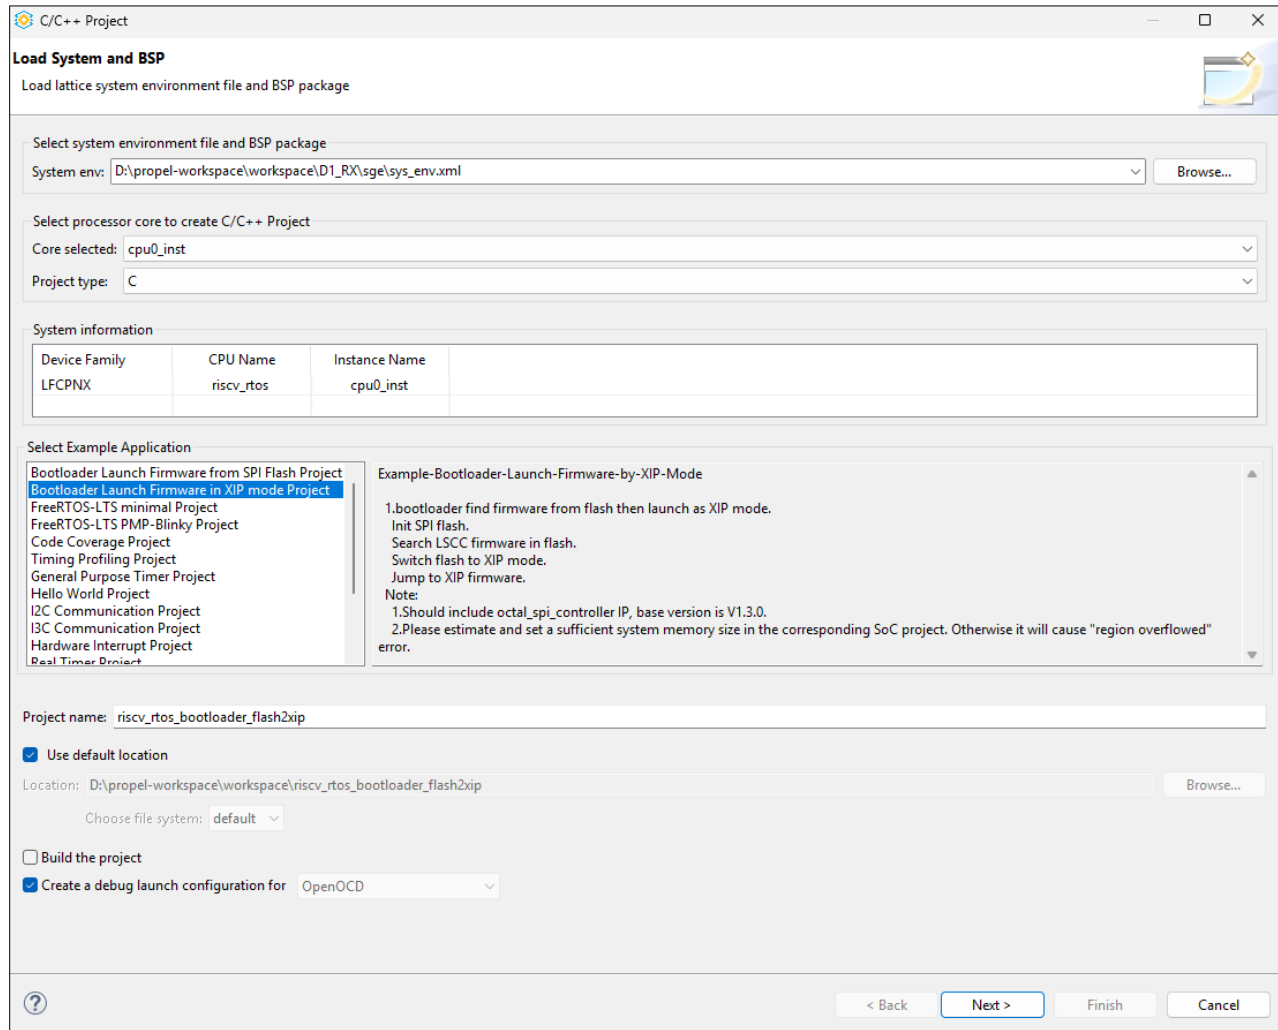 C/C++ Project
Load System and BSP
Load lattice system environment file and BSP package
Select system environment file and BSP package
System env: D:\propel-workspace\workspace\D1_RX\sge\sys_env.xml Browse...
Select processor core to create C/C++ Project
Core selected: cpu0_inst
Project type: C
System information
Device Family CPU Name Instance Name
LFCPNX riscv_rtos cpu0_inst
Select Example Application
Bootloader Launch Firmware from SPI Flash Project
Bootloader Launch Firmware in XIP mode Project
FreeRTOS-LTS minimal Project
FreeRTOS-LTS PMP-Blinky Project
Code Coverage Project
Timing Profiling Project
General Purpose Timer Project
Hello World Project
I2C Communication Project
I3C Communication Project
Hardware Interrupt Project
Real Timer Project
Example-Bootloader-Launch-Firmware-by-XIP-Mode
1.bootloader find firmware from flash then launch as XIP mode.
Init SPI flash.
Search LSCC firmware in flash.
Switch flash to XIP mode.
Jump to XIP firmware.
Note:
1.Should include octal_spi_controller IP, base version is V1.3.0.
2.Please estimate and set a sufficient system memory size in the corresponding SoC project. Otherwise it will cause "region overflowed"
error.
Project name: riscv_rtos_bootloader_flash2xip
Use default location
Location: D:\propel-workspace\workspace\riscv_rtos_bootloader_flash2xip Browse...
Choose file system: default
Build the project
Create a debug launch configuration for OpenOCD
? < Back Next > Finish Cancel